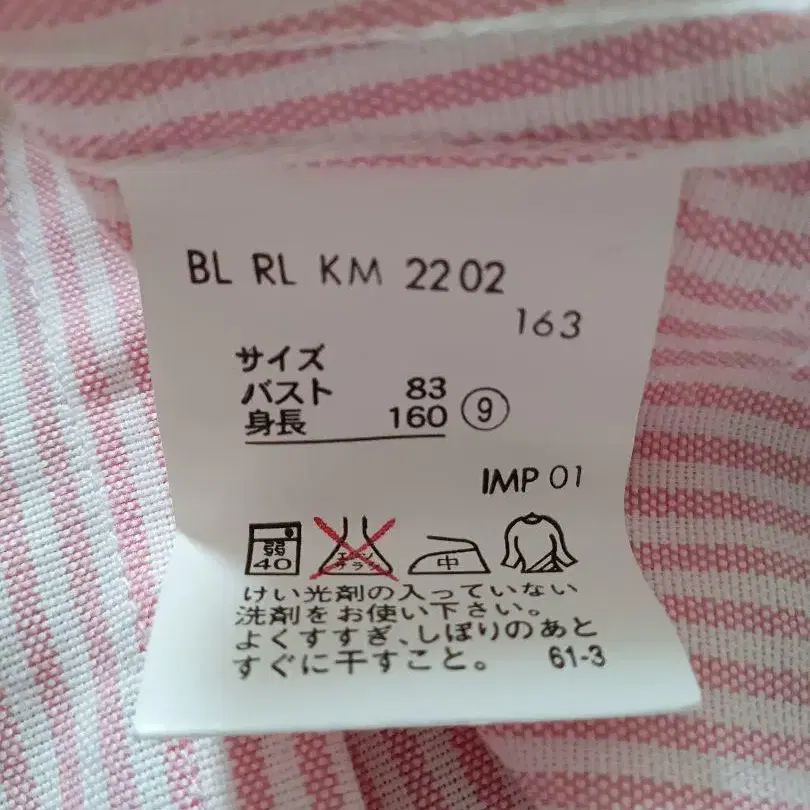 BL RL KM 2202
163
サイズ
バスト 83
身長 160 ⑨
IMP 01
弱 40 エンソ サラ 中
けい光剤の入っていない
洗剤をお使い下さい。
よくすすぎ、しぼりのあと
すぐに干すこと。 61-3